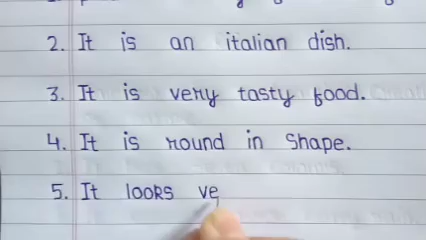 2. It is an italian dish.
3. It is very tasty food.
4. It is round in Shape.
5. It looks ve